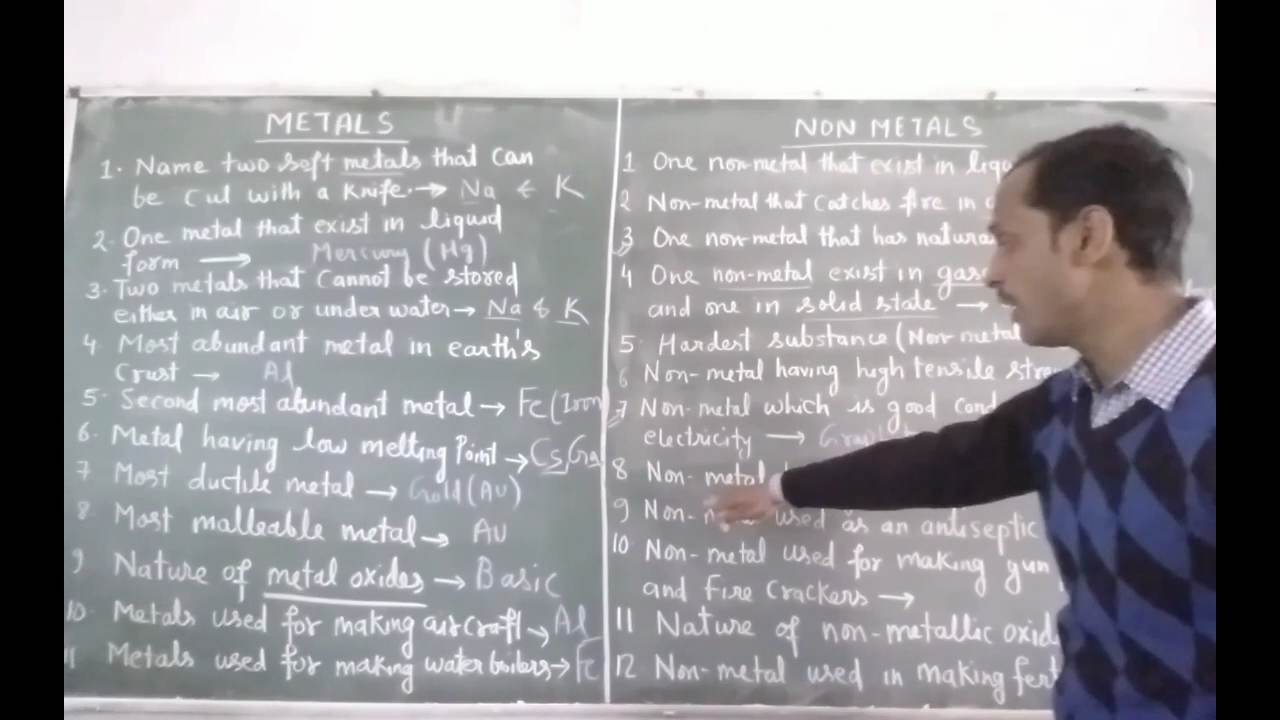 METALS
1. Name two soft metals that can
be cut with a knife. → Na & K
2. One metal that exist in liquid
form → Mercury (Hg)
3. Two metals that cannot be stored
either in air or under water → Na & K
4. Most abundant metal in earth's
crust → Al
5. Second most abundant metal → Fe (Iron
6. Metal having low melting point → Cs, Ga
7 Most ductile metal → Gold (Au)
8. Most malleable metal → Au
9 Nature of metal oxides → Basic
10. Metals used for making aircraft → Al
11 Metals used for making water boilers → Fe
NON METALS
1 One non-metal that exist in
2 Non-metal that catches fire in
3 One non-metal that has
4 One non-metal exist in
and one in solid state →
5 Hardest substance (Non-metal
6 Non-metal having high tensile
7 Non-metal which is good
electricity →
8 Non-metal
9 used as an antiseptic
10 Non-metal used for making gun
and fire crackers →
11 Nature of non-metallic
12 Non-metal used in making